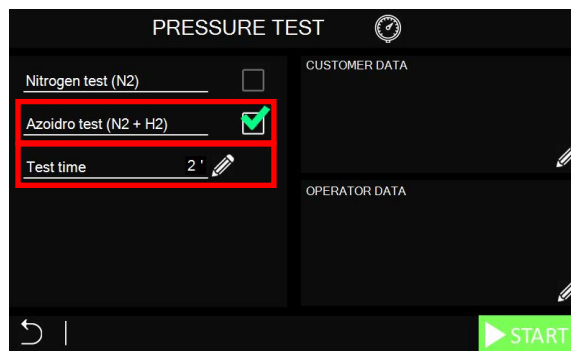 PRESSURE TEST
Nitrogen test (N2)
Azoidro test (N2 + H2)
Test time 2 '
CUSTOMER DATA
OPERATOR DATA
START